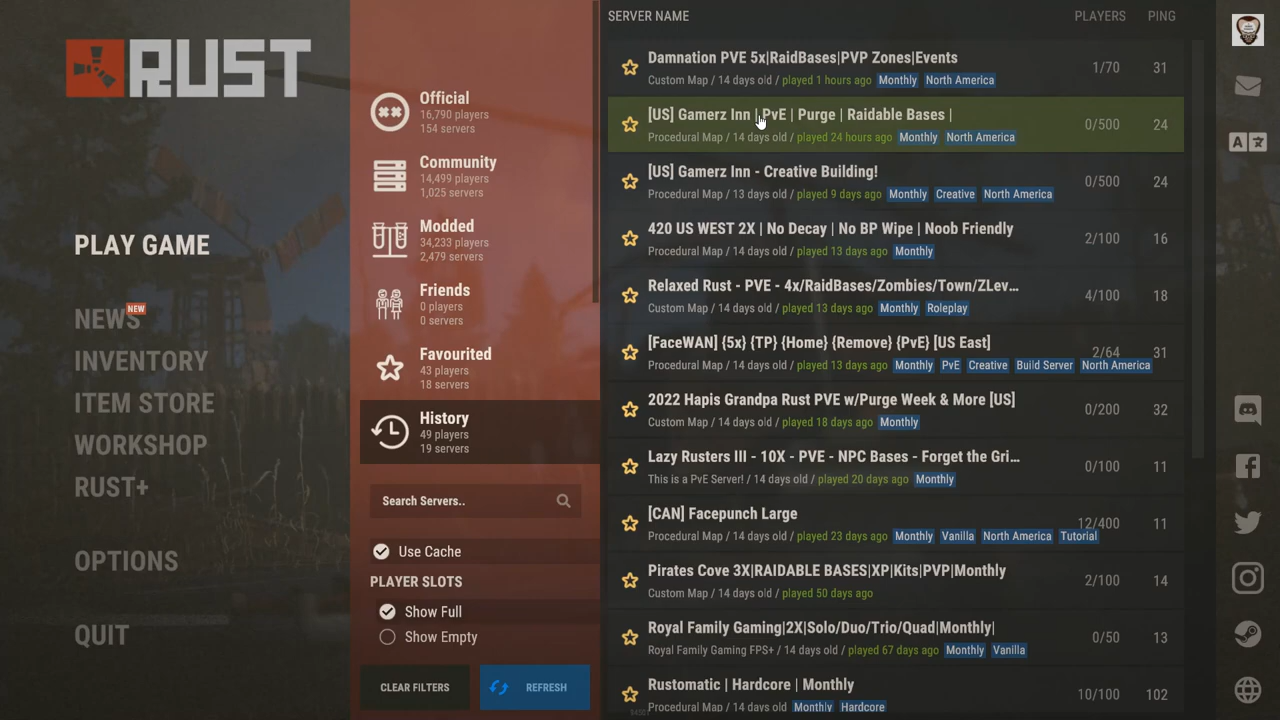 RUST
PLAY GAME
NEWS
NEW
INVENTORY
ITEM STORE
WORKSHOP
RUST+
OPTIONS
QUIT
Official
16,790 players
154 servers
Community
14,499 players
1,025 servers
Modded
34,233 players
2,479 servers
Friends
0 players
0 servers
Favourited
43 players
18 servers
History
49 players
19 servers
Search Servers..
Use Cache
PLAYER SLOTS
Show Full
Show Empty
CLEAR FILTERS
REFRESH
SERVER NAME PLAYERS PING
Damnation PVE 5x|RaidBases|PVP Zones|Events
Custom Map / 14 days old / played 1 hours ago Monthly North America
1/70 31
[US] Gamerz Inn | PvE | Purge | Raidable Bases |
Procedural Map / 14 days old / played 24 hours ago Monthly North America
0/500 24
[US] Gamerz Inn - Creative Building!
Procedural Map / 13 days old / played 9 days ago Monthly Creative North America
0/500 24
420 US WEST 2X | No Decay | No BP Wipe | Noob Friendly
Procedural Map / 14 days old / played 13 days ago Monthly
2/100 16
Relaxed Rust - PVE - 4x/RaidBases/Zombies/Town/ZLev...
Custom Map / 14 days old / played 13 days ago Monthly Roleplay
4/100 18
[FaceWAN] {5x} {TP} {Home} {Remove} {PvE} [US East]
Procedural Map / 14 days old / played 13 days ago Monthly PvE Creative Build Server North America
2/64 31
2022 Hapis Grandpa Rust PVE w/Purge Week & More [US]
Custom Map / 14 days old / played 18 days ago Monthly
0/200 32
Lazy Rusters III - 10X - PVE - NPC Bases - Forget the Gri...
This is a PvE Server! / 14 days old / played 20 days ago Monthly
0/100 11
[CAN] Facepunch Large
Procedural Map / 14 days old / played 23 days ago Monthly Vanilla North America Tutorial
12/400 11
Pirates Cove 3X|RAIDABLE BASES|XP|Kits|PVP|Monthly
Custom Map / 14 days old / played 50 days ago
2/100 14
Royal Family Gaming|2X|Solo/Duo/Trio/Quad|Monthly|
Royal Family Gaming FPS+ / 14 days old / played 67 days ago Monthly Vanilla
0/50 13
Rustomatic | Hardcore | Monthly
Procedural Map / 14 days old Monthly Hardcore
10/100 102